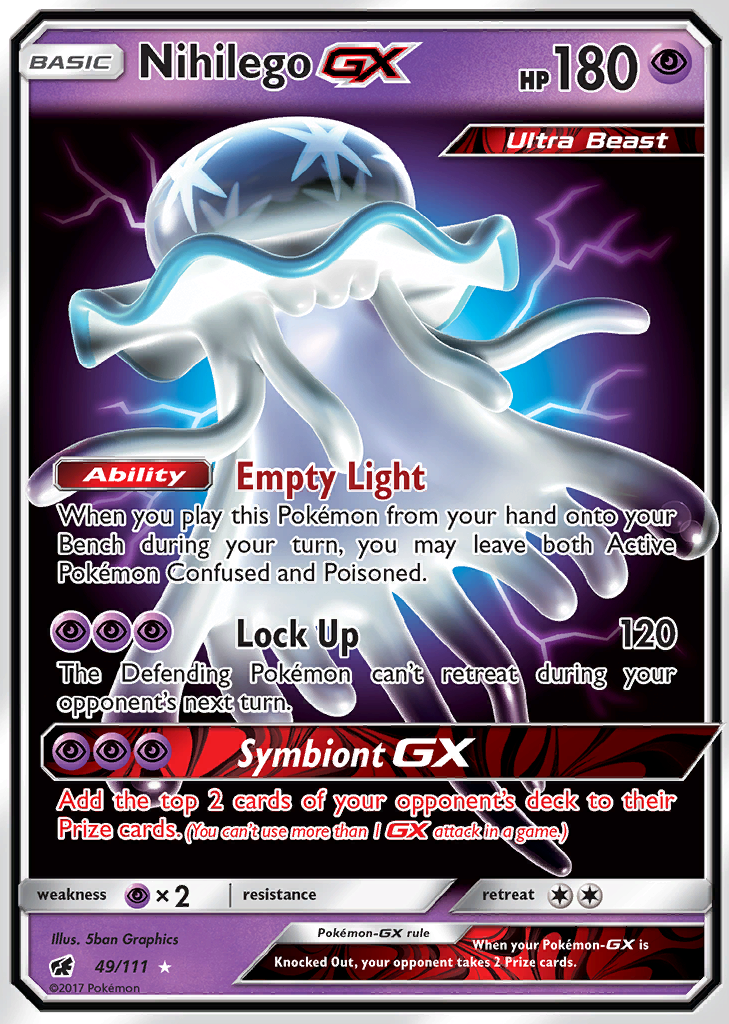 BASIC Nihilego GX HP 180
Ultra Beast
Ability Empty Light
When you play this Pokémon from your hand onto your
Bench during your turn, you may leave both Active
Pokémon Confused and Poisoned.
Lock Up 120
The Defending Pokémon can't retreat during your
opponent's next turn.
Symbiont GX
Add the top 2 cards of your opponent's deck to their
Prize cards. (You can't use more than 1 GX attack in a game.)
weakness ×2 resistance retreat
Illus. 5ban Graphics
Pokémon-GX rule
When your Pokémon-GX is
Knocked Out, your opponent takes 2 Prize cards.
49/111
©2017 Pokémon